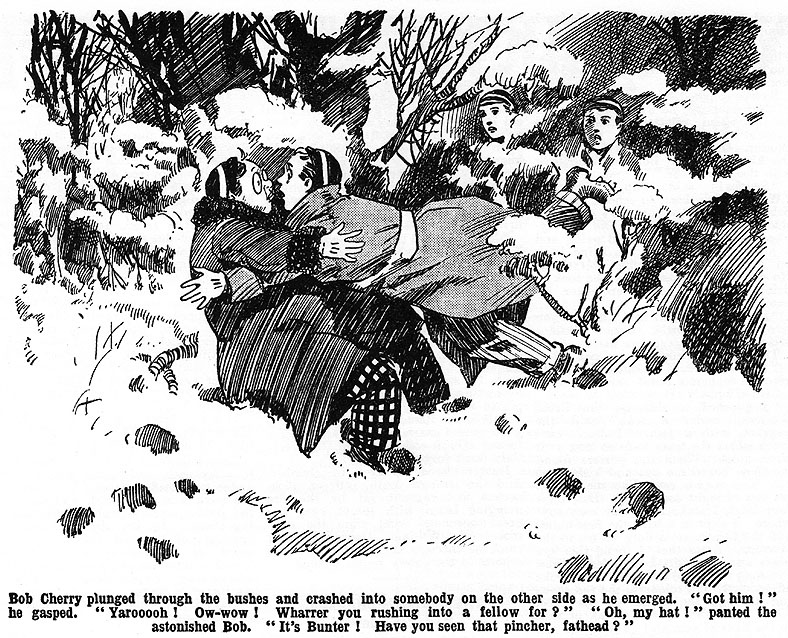 Bob Cherry plunged through the bushes and crashed into somebody on the other side as he emerged. "Got him!"
he gasped. "Yarooooh! Ow-wow! Wharrer you rushing into a fellow for?" "Oh, my hat!" panted the
astonished Bob. "It's Bunter! Have you seen that pincher, fathead?"